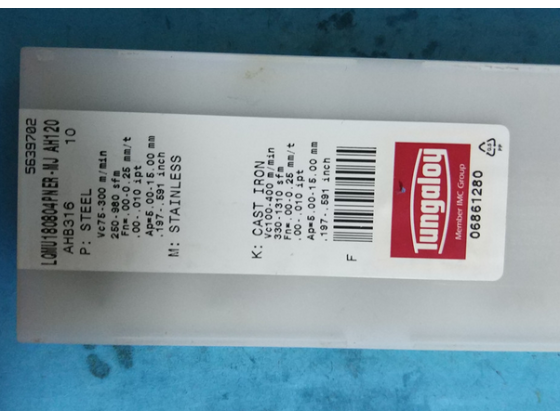 5639702
LQMU180804PNER-MJ AH120
AHB316 10
P: STEEL
Vc75-300 m/min
250-980 sfm
Fn=.00-0.25 mm/t
.00-.010 ipt
Ap=5.00-15.00 mm
.197-.591 inch
M: STAINLESS
K: CAST IRON
Vc100-400 m/min
330-1310 sfm
Fn=.00-0.25 mm/t
.00-.010 ipt
Ap=5.00-15.00 mm
.197-.591 inch
F
Tungaloy
Member IMC Group
06861280
PP